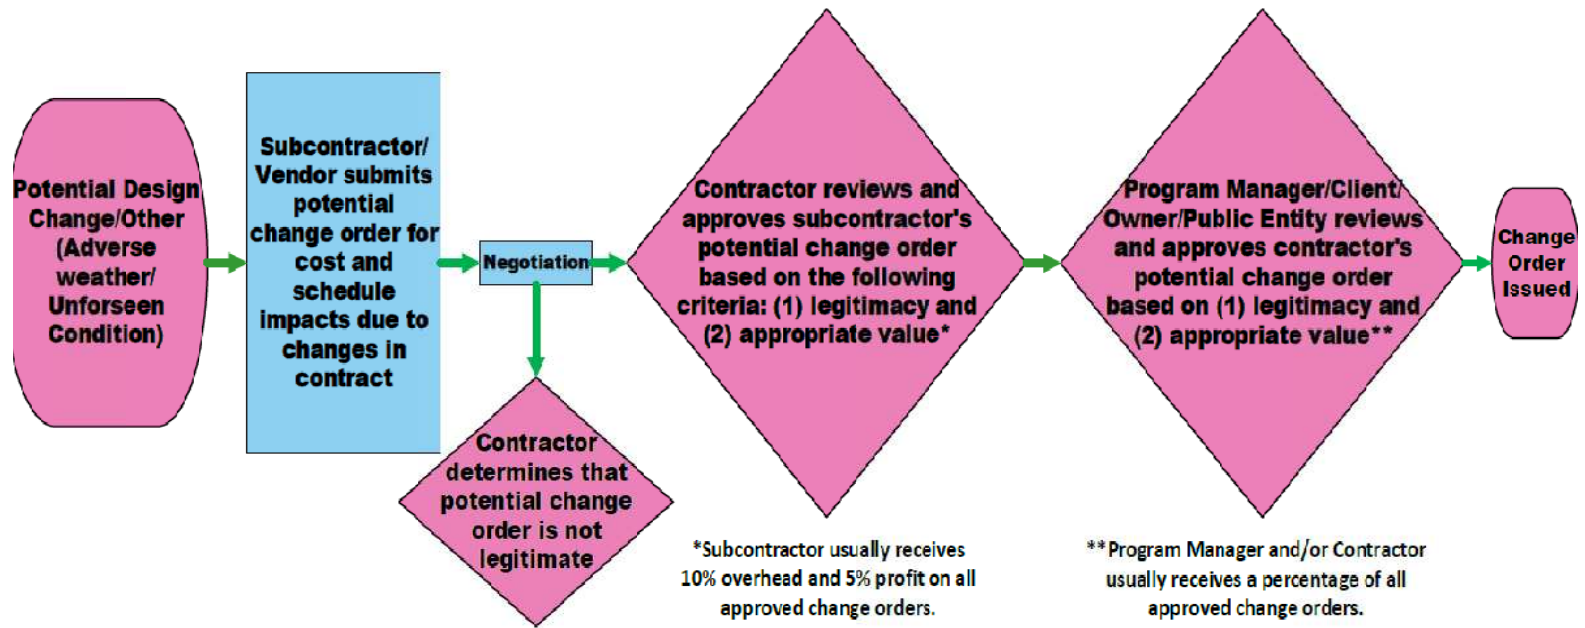 Potential Design
Change/Other
(Adverse
weather/
Unforseen
Condition)
Subcontractor/
Vendor submits
potential
change order for
cost and
schedule
impacts due to
changes in
contract
Negotiation
Contractor
determines that
potential change
order is not
legitimate
Contractor reviews and
approves subcontractor's
potential change order
based on the following
criteria: (1) legitimacy and
(2) appropriate value*
*Subcontractor usually receives
10% overhead and 5% profit on all
approved change orders.
Program Manager/Client/
Owner/Public Entity reviews
and approves contractor's
potential change order
based on (1) legitimacy and
(2) appropriate value**
**Program Manager and/or Contractor
usually receives a percentage of all
approved change orders.
Change
Order
Issued